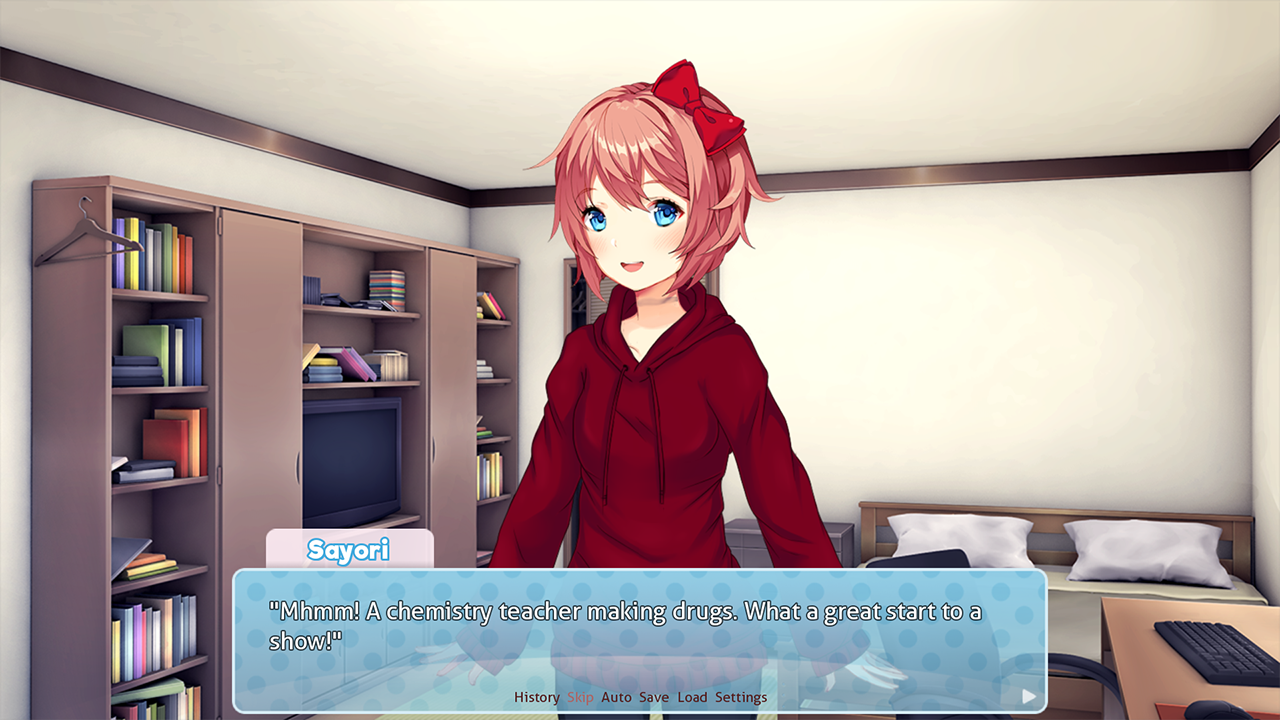 Sayori
"Mhmm! A chemistry teacher making drugs. What a great start to a
show!"
History Skip Auto Save Load Settings